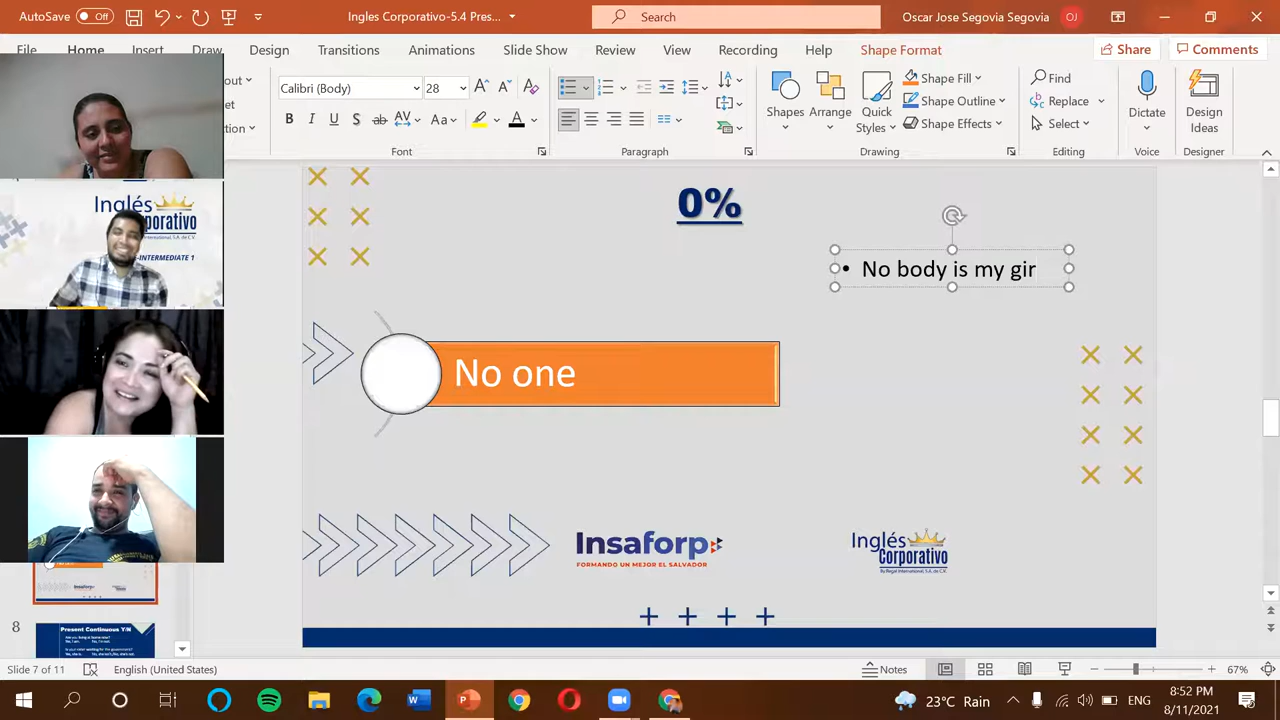 AutoSave Off
Ingles Corporativo-5.4 Pres...
Search
Oscar Jose Segovia Segovia OJ
File Home Insert Draw Design Transitions Animations Slide Show Review View Recording Help Shape Format
Share Comments
Calibri (Body) 28
Shapes
Arrange
Quick Styles
Shape Fill
Shape Outline
Shape Effects
Find
Replace
Select
Dictate
Design Ideas
Font Paragraph Drawing Editing Voice Designer
Inglés
-INTERMEDIATE 1
0%
• No body is my gir
No one
Insaforp
FORMANDO UN MEJOR EL SALVADOR
Inglés
Corporativo
By Regal International, S.A. de C.V.
8
Present Continuous Y/N
Slide 7 of 11 English (United States) Notes 67%
23°C Rain ENG
8:52 PM
8/11/2021